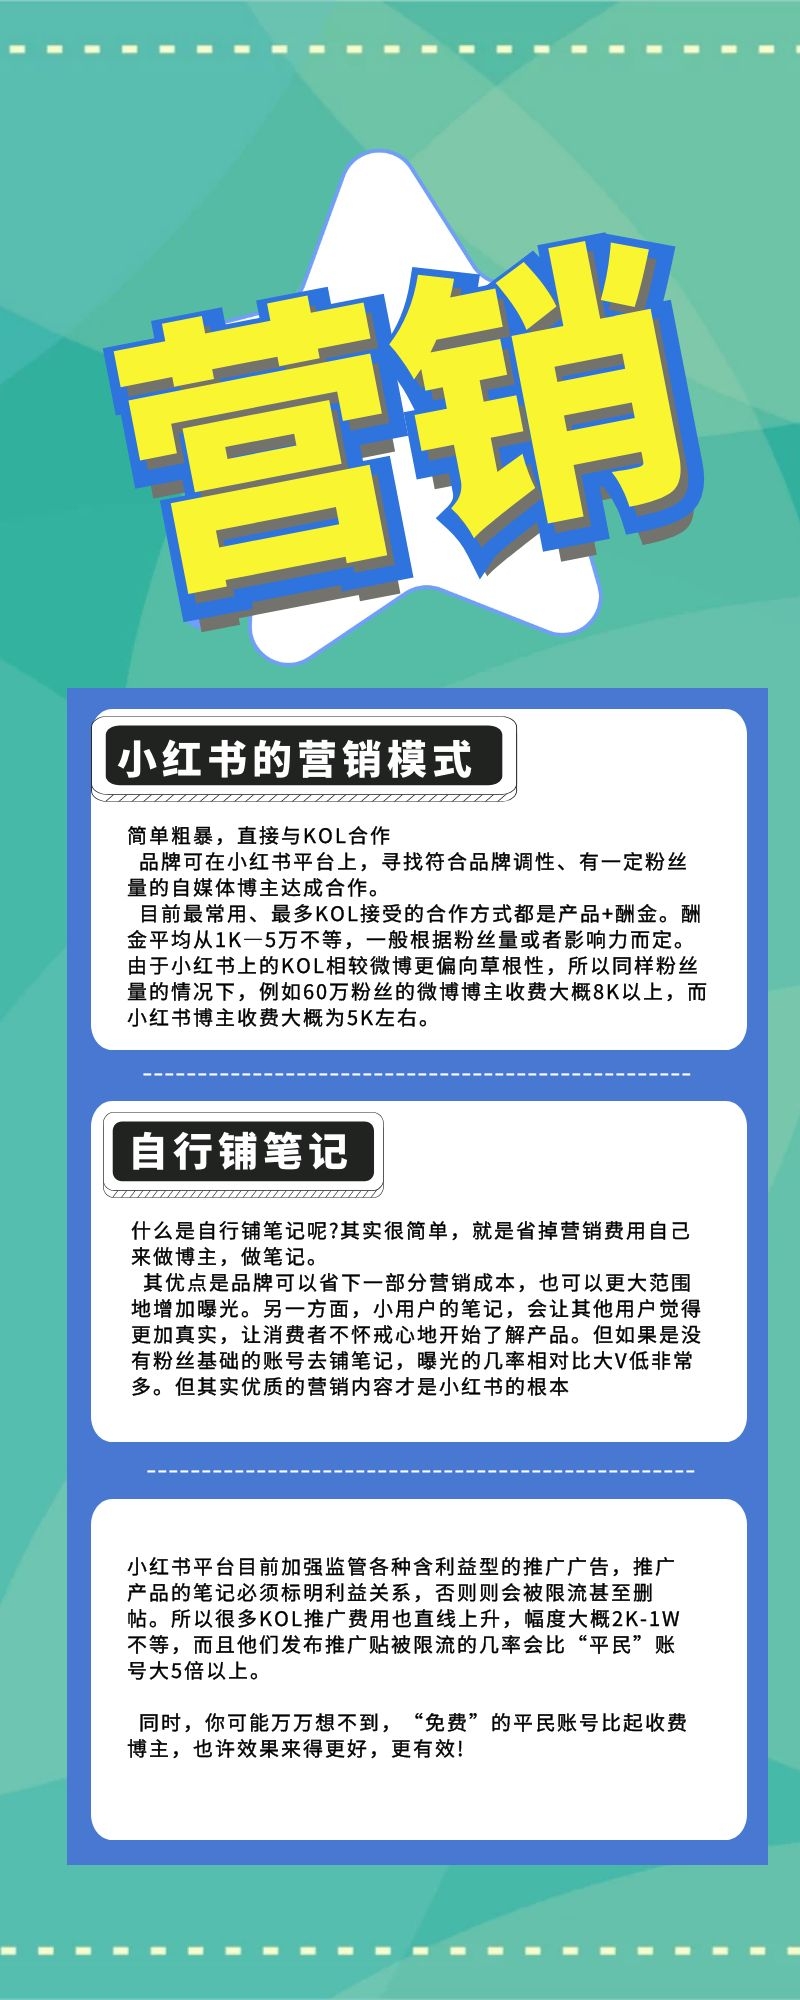 营销
小红书的营销模式
简单粗暴，直接与KOL合作
品牌可在小红书平台上，寻找符合品牌调性、有一定粉丝
量的自媒体博主达成合作。
目前最常用、最多KOL接受的合作方式都是产品+酬金。酬
金平均从1K—5万不等，一般根据粉丝量或者影响力而定。
由于小红书上的KOL相较微博更偏向草根性，所以同样粉丝
量的情况下，例如60万粉丝的微博博主收费大概8K以上，而
小红书博主收费大概为5K左右。
自行铺笔记
什么是自行铺笔记呢?其实很简单，就是省掉营销费用自己
来做博主，做笔记。
其优点是品牌可以省下一部分营销成本，也可以更大范围
地增加曝光。另一方面，小用户的笔记，会让其他用户觉得
更加真实，让消费者不怀戒心地开始了解产品。但如果是没
有粉丝基础的账号去铺笔记，曝光的几率相对比大V低非常
多。但其实优质的营销内容才是小红书的根本
小红书平台目前加强监管各种含利益型的推广广告，推广
产品的笔记必须标明利益关系，否则则会被限流甚至删
帖。所以很多KOL推广费用也直线上升，幅度大概2K-1W
不等，而且他们发布推广贴被限流的几率会比“平民”账
号大5倍以上。
同时，你可能万万想不到，“免费”的平民账号比起收费
博主，也许效果来得更好，更有效!